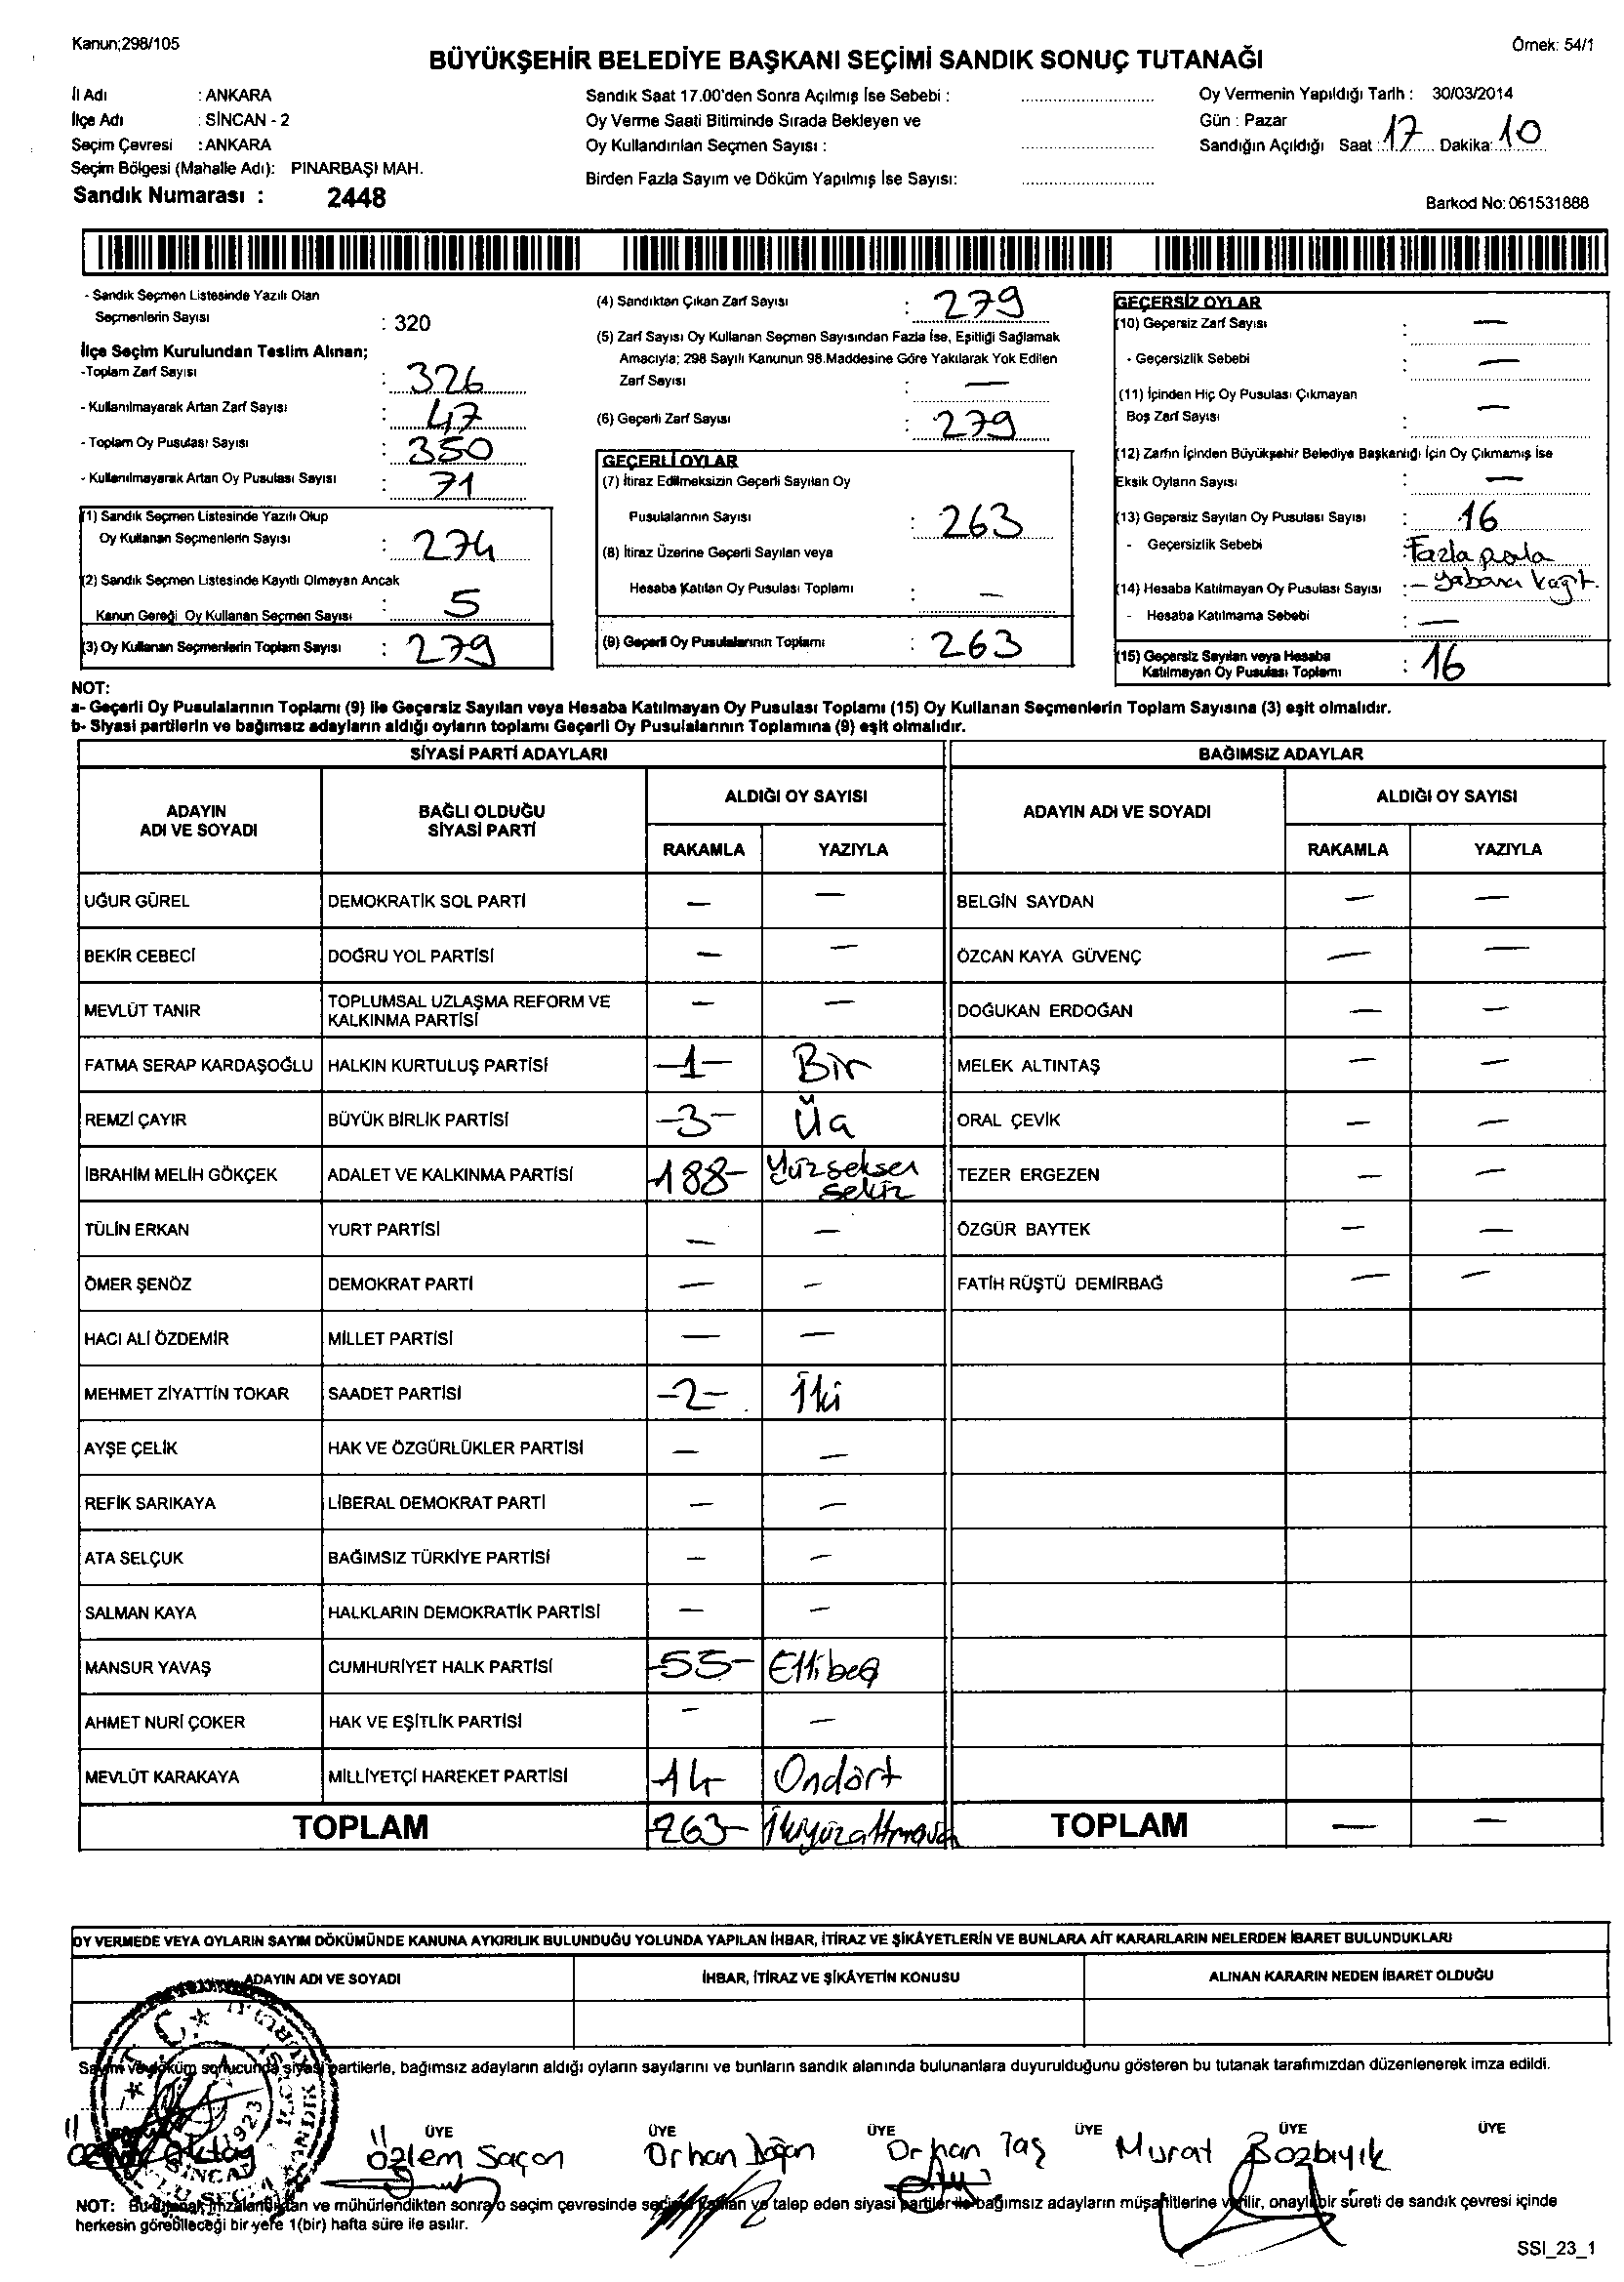 Kanun;298/105
Örnek: 54/1
BÜYÜKŞEHİR BELEDİYE BAŞKANI SEÇİMİ SANDIK SONUÇ TUTANAĞI
İl Adı : ANKARA
İlçe Adı : SİNCAN - 2
Seçim Çevresi : ANKARA
Seçim Bölgesi (Mahalle Adı): PINARBAŞI MAH.
Sandık Numarası : 2448
Sandık Saat 17.00'den Sonra Açılmış İse Sebebi :
Oy Verme Saati Bitiminde Sırada Bekleyen ve
Oy Kullandırılan Seçmen Sayısı :
Birden Fazla Sayım ve Döküm Yapılmış İse Sayısı:
Oy Vermenin Yapıldığı Tarih : 30/03/2014
Gün : Pazar
Sandığın Açıldığı Saat : 17 Dakika: 10
Barkod No: 061531888
- Sandık Seçmen Listesinde Yazılı Olan
Seçmenlerin Sayısı : 320
İlçe Seçim Kurulundan Teslim Alınan;
-Toplam Zarf Sayısı : 326
- Kullanılmayarak Artan Zarf Sayısı : 47
- Toplam Oy Pusulası Sayısı : 350
- Kullanılmayarak Artan Oy Pusulası Sayısı : 71
(1) Sandık Seçmen Listesinde Yazılı Olup
Oy Kullanan Seçmenlerin Sayısı : 274
(2) Sandık Seçmen Listesinde Kayıtlı Olmayan Ancak
Kanun Gereği Oy Kullanan Seçmen Sayısı : 5
(3) Oy Kullanan Seçmenlerin Toplam Sayısı : 279
(4) Sandıktan Çıkan Zarf Sayısı : 279
(5) Zarf Sayısı Oy Kullanan Seçmen Sayısından Fazla İse, Eşitliği Sağlamak
Amacıyla; 298 Sayılı Kanunun 98.Maddesine Göre Yakılarak Yok Edilen
Zarf Sayısı : —
(6) Geçerli Zarf Sayısı : 279
GEÇERLİ OYLAR
(7) İtiraz Edilmeksizin Geçerli Sayılan Oy
Pusulalarının Sayısı : 263
(8) İtiraz Üzerine Geçerli Sayılan veya
Hesaba Katılan Oy Pusulası Toplamı : —
(9) Geçerli Oy Pusulalarının Toplamı : 263
GEÇERSİZ OYLAR
(10) Geçersiz Zarf Sayısı : —
- Geçersizlik Sebebi : —
(11) İçinden Hiç Oy Pusulası Çıkmayan
Boş Zarf Sayısı : —
(12) Zarfın İçinden Büyükşehir Belediye Başkanlığı İçin Oy Çıkmamış İse
Eksik Oyların Sayısı : —
(13) Geçersiz Sayılan Oy Pusulası Sayısı : 16
- Geçersizlik Sebebi : Fazla
(14) Hesaba Katılmayan Oy Pusulası Sayısı : — yabancı kağıt.
- Hesaba Katılmama Sebebi : —
(15) Geçersiz Sayılan veya Hesaba
Katılmayan Oy Pusulası Toplamı : 16
NOT:
a- Geçerli Oy Pusulalarının Toplamı (9) ile Geçersiz Sayılan veya Hesaba Katılmayan Oy Pusulası Toplamı (15) Oy Kullanan Seçmenlerin Toplam Sayısına (3) eşit olmalıdır.
b- Siyasi partilerin ve bağımsız adayların aldığı oyların toplamı Geçerli Oy Pusulalarının Toplamına (9) eşit olmalıdır.
SİYASİ PARTİ ADAYLARI
ADAYIN ADI VE SOYADI
BAĞLI OLDUĞU SİYASİ PARTİ
ALDIĞI OY SAYISI
RAKAMLA YAZIYLA
UĞUR GÜREL DEMOKRATİK SOL PARTİ — —
BEKİR CEBECİ DOĞRU YOL PARTİSİ — —
MEVLÜT TANIR TOPLUMSAL UZLAŞMA REFORM VE KALKINMA PARTİSİ — —
FATMA SERAP KARDAŞOĞLU HALKIN KURTULUŞ PARTİSİ -1- Bir
REMZİ ÇAYIR BÜYÜK BİRLİK PARTİSİ -3- Üç
İBRAHİM MELİH GÖKÇEK ADALET VE KALKINMA PARTİSİ -188- Yüzseksen sekiz
TÜLİN ERKAN YURT PARTİSİ — —
ÖMER ŞENÖZ DEMOKRAT PARTİ — —
HACI ALİ ÖZDEMİR MİLLET PARTİSİ — —
MEHMET ZİYATTİN TOKAR SAADET PARTİSİ -2- İki
AYŞE ÇELİK HAK VE ÖZGÜRLÜKLER PARTİSİ — —
REFİK SARIKAYA LİBERAL DEMOKRAT PARTİ — —
ATA SELÇUK BAĞIMSIZ TÜRKİYE PARTİSİ — —
SALMAN KAYA HALKLARIN DEMOKRATİK PARTİSİ — —
MANSUR YAVAŞ CUMHURİYET HALK PARTİSİ -55- Ellibeş
AHMET NURİ ÇOKER HAK VE EŞİTLİK PARTİSİ — —
MEVLÜT KARAKAYA MİLLİYETÇİ HAREKET PARTİSİ -14 Ondört
TOPLAM 263- İkiyüzaltmışüç
BAĞIMSIZ ADAYLAR
ADAYIN ADI VE SOYADI
ALDIĞI OY SAYISI
RAKAMLA YAZIYLA
BELGİN SAYDAN — —
ÖZCAN KAYA GÜVENÇ — —
DOĞUKAN ERDOĞAN — —
MELEK ALTINTAŞ — —
ORAL ÇEVİK — —
TEZER ERGEZEN — —
ÖZGÜR BAYTEK — —
FATİH RÜŞTÜ DEMİRBAĞ — —
TOPLAM — —
OY VERMEDE VEYA OYLARIN SAYIM DÖKÜMÜNDE KANUNA AYKIRILIK BULUNDUĞU YOLUNDA YAPILAN İHBAR, İTİRAZ VE ŞİKÂYETLERİN VE BUNLARA AİT KARARLARIN NELERDEN İBARET BULUNDUKLARI
ADAYIN ADI VE SOYADI
İHBAR, İTİRAZ VE ŞİKÂYETİN KONUSU
ALINAN KARARIN NEDEN İBARET OLDUĞU
Sayım ve döküm sonucunda siyasi partilerle, bağımsız adayların aldığı oyların sayılarını ve bunların sandık alanında bulunanlara duyurulduğunu gösteren bu tutanak tarafımızdan düzenlenerek imza edildi.
ÜYE ÜYE ÜYE ÜYE ÜYE ÜYE
Özlem Saçan Orhan Doğan Orhan Taş Murat Bozbıyık
NOT: Bu tutanak imzalandıktan ve mühürlendikten sonra o seçim çevresinde seçime katılan ve talep eden siyasi partiler ile bağımsız adayların müşahitlerine verilir, onaylı bir süreti de sandık çevresi içinde
herkesin görebileceği bir yere 1(bir) hafta süre ile asılır.
SSI_23_1